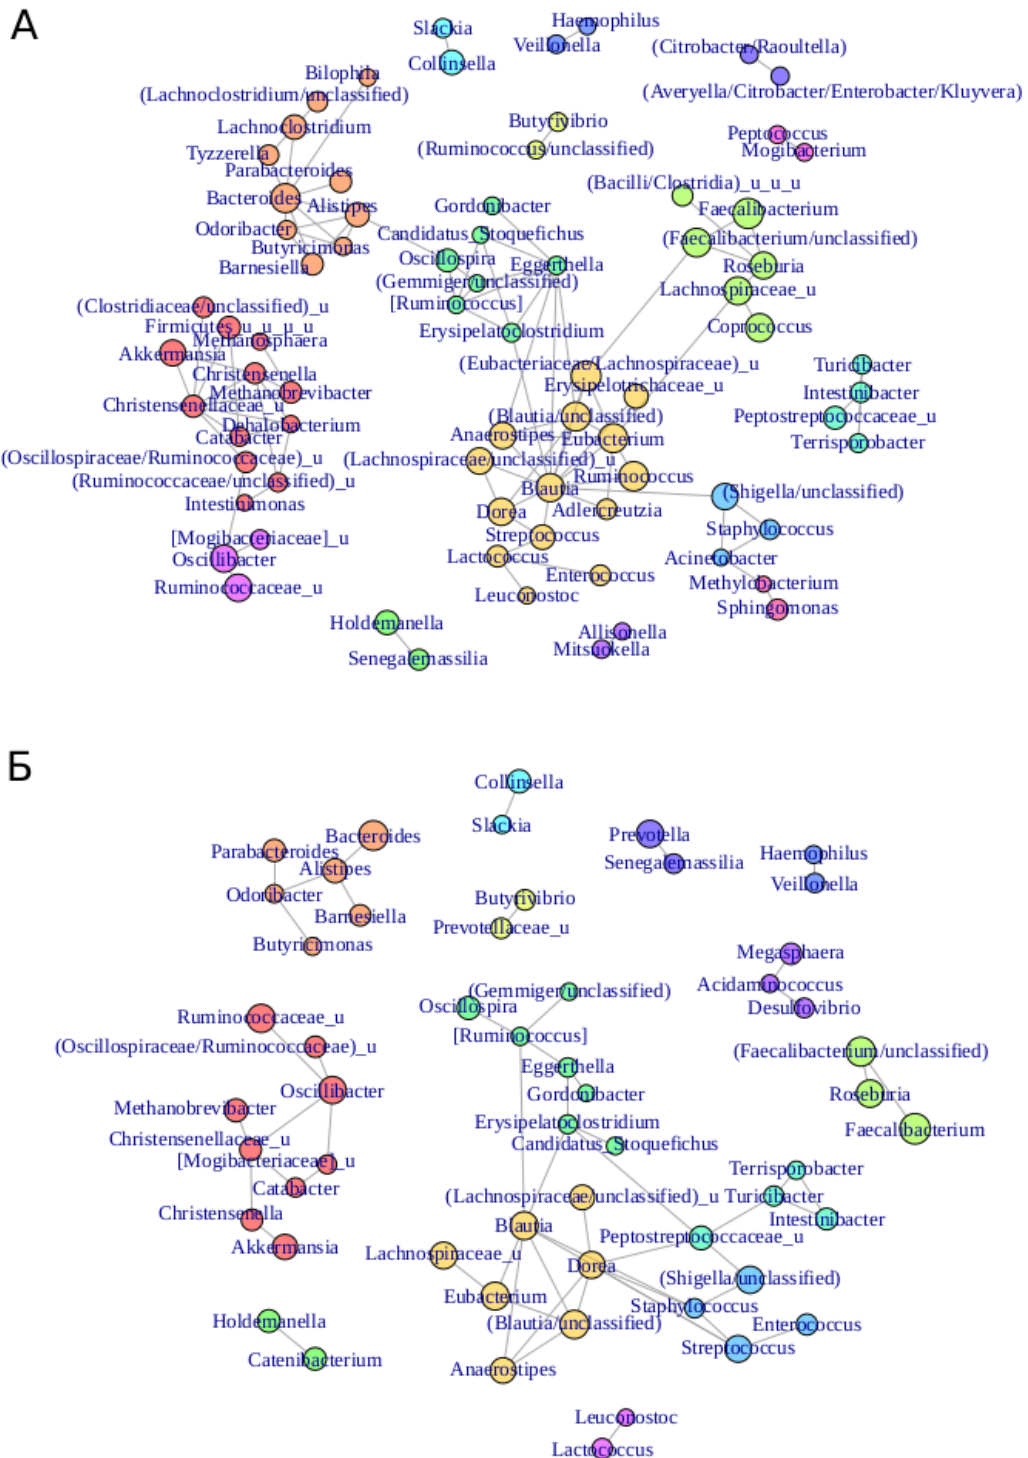 А
Slackia
Haemophilus
Veillonella
Collinsella
(Citrobacter/Raoultella)
(Averyella/Citrobacter/Enterobacter/Kluyvera)
Bilophila
(Lachnoclostridium/unclassified)
Lachnoclostridium
Tyzzerella
Parabacteroides
Bacteroides
Alistipes
Odoribacter
Butyricimonas
Barnesiella
Butyrivibrio
(Ruminococcus/unclassified)
Peptococcus
Mogibacterium
(Bacilli/Clostridia)_u_u_u
Faecalibacterium
(Faecalibacterium/unclassified)
Roseburia
Lachnospiraceae_u
Coprococcus
Gordonibacter
Candidatus_Stoquefichus
Oscillospira
Eggerthella
(Gemmiger/unclassified)
[Ruminococcus]
Erysipelatoclostridium
(Clostridiaceae/unclassified)_u
Firmicutes_u_u_u_u
Methanosphaera
Akkermansia
Christensenella
Methanobrevibacter
Christensenellaceae_u
Dehalobacterium
Catabacter
(Oscillospiraceae/Ruminococcaceae)_u
(Ruminococcaceae/unclassified)_u
Intestinimonas
[Mogibacteriaceae]_u
Oscillibacter
Ruminococcaceae_u
(Eubacteriaceae/Lachnospiraceae)_u
Erysipelotrichaceae_u
(Blautia/unclassified)
Anaerostipes
Eubacterium
(Lachnospiraceae/unclassified)_u
Ruminococcus
Blautia
Dorea
Adlercreutzia
Streptococcus
Lactococcus
Enterococcus
Leuconostoc
Turicibacter
Intestinibacter
Peptostreptococcaceae_u
Terrisporobacter
(Shigella/unclassified)
Staphylococcus
Acinetobacter
Methylobacterium
Sphingomonas
Holdemanella
Senegalemassilia
Allisonella
Mitsuokella
Б
Collinsella
Slackia
Bacteroides
Parabacteroides
Alistipes
Odoribacter
Barnesiella
Butyricimonas
Prevotella
Senegalemassilia
Haemophilus
Veillonella
Butyrivibrio
Prevotellaceae_u
Megasphaera
Acidaminococcus
Desulfovibrio
(Gemmiger/unclassified)
Oscillospira
[Ruminococcus]
Eggerthella
Gordonibacter
Erysipelatoclostridium
Candidatus_Stoquefichus
Ruminococcaceae_u
(Oscillospiraceae/Ruminococcaceae)_u
Oscillibacter
Methanobrevibacter
Christensenellaceae_u
[Mogibacteriaceae]_u
Catabacter
Christensenella
Akkermansia
(Faecalibacterium/unclassified)
Roseburia
Faecalibacterium
Terrisporobacter
(Lachnospiraceae/unclassified)_u
Turicibacter
Intestinibacter
Blautia
Peptostreptococcaceae_u
Lachnospiraceae_u
Dorea
(Shigella/unclassified)
Eubacterium
Staphylococcus
(Blautia/unclassified)
Enterococcus
Streptococcus
Anaerostipes
Holdemanella
Catenibacterium
Leuconostoc
Lactococcus